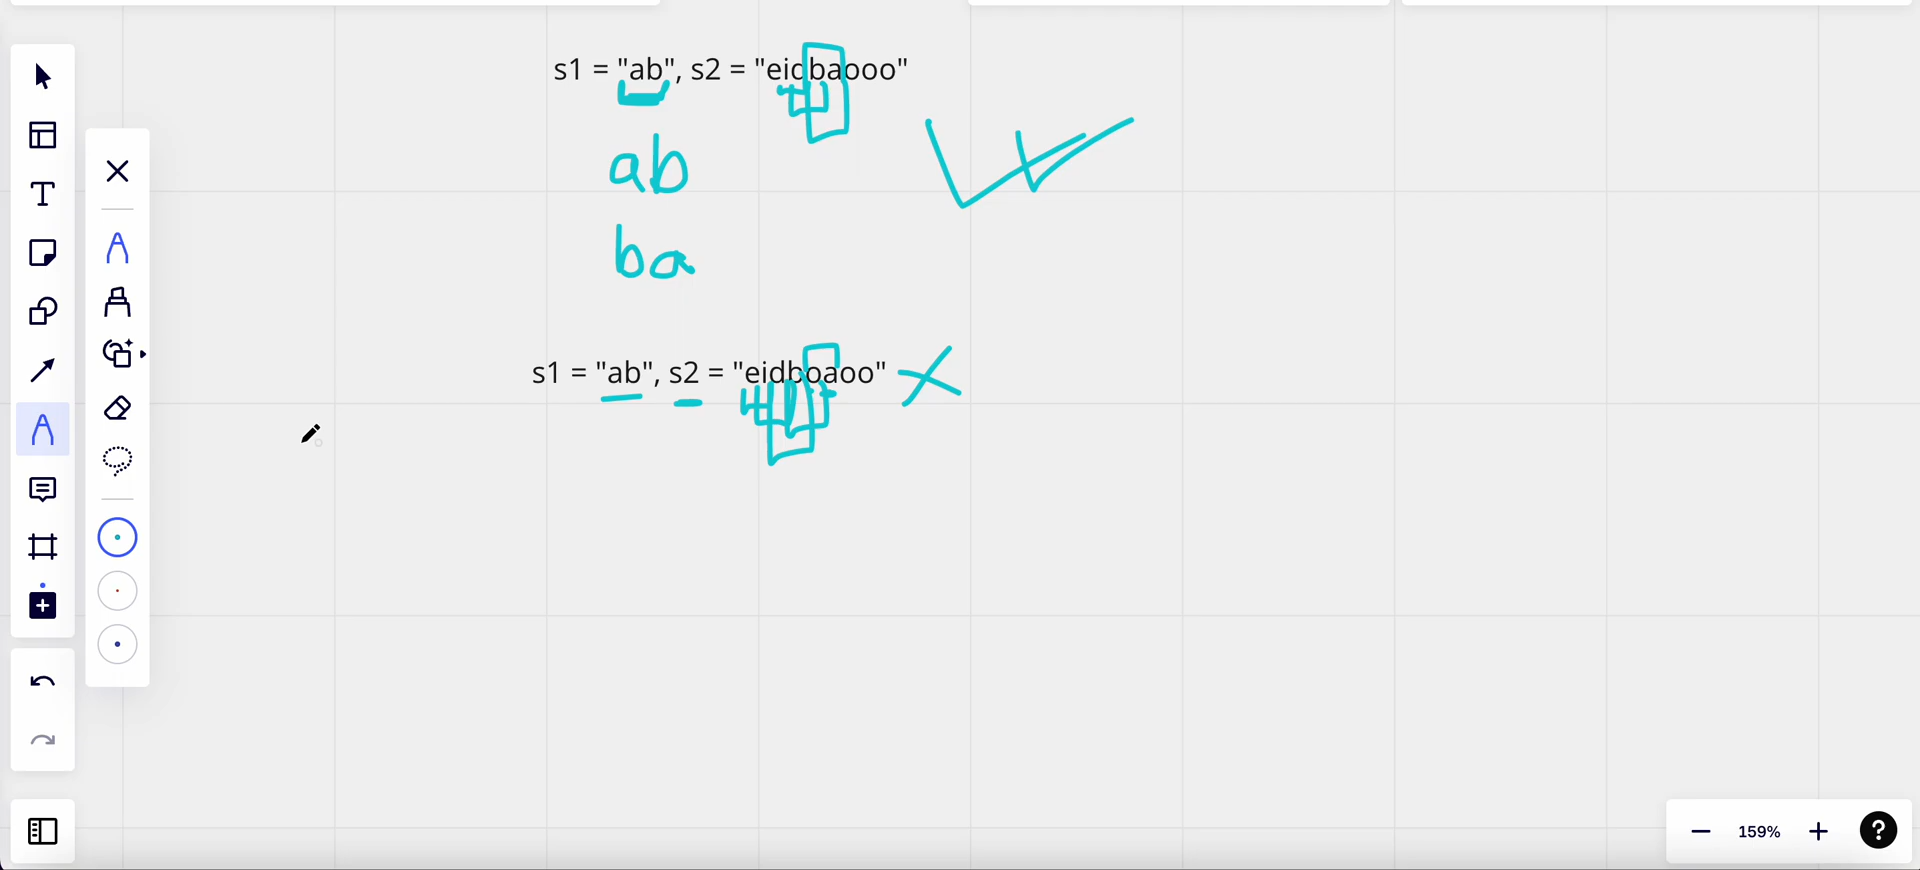 s1 = "ab", s2 = "eidbaooo"
ab
ba
s1 = "ab", s2 = "eidboaoo"
159%